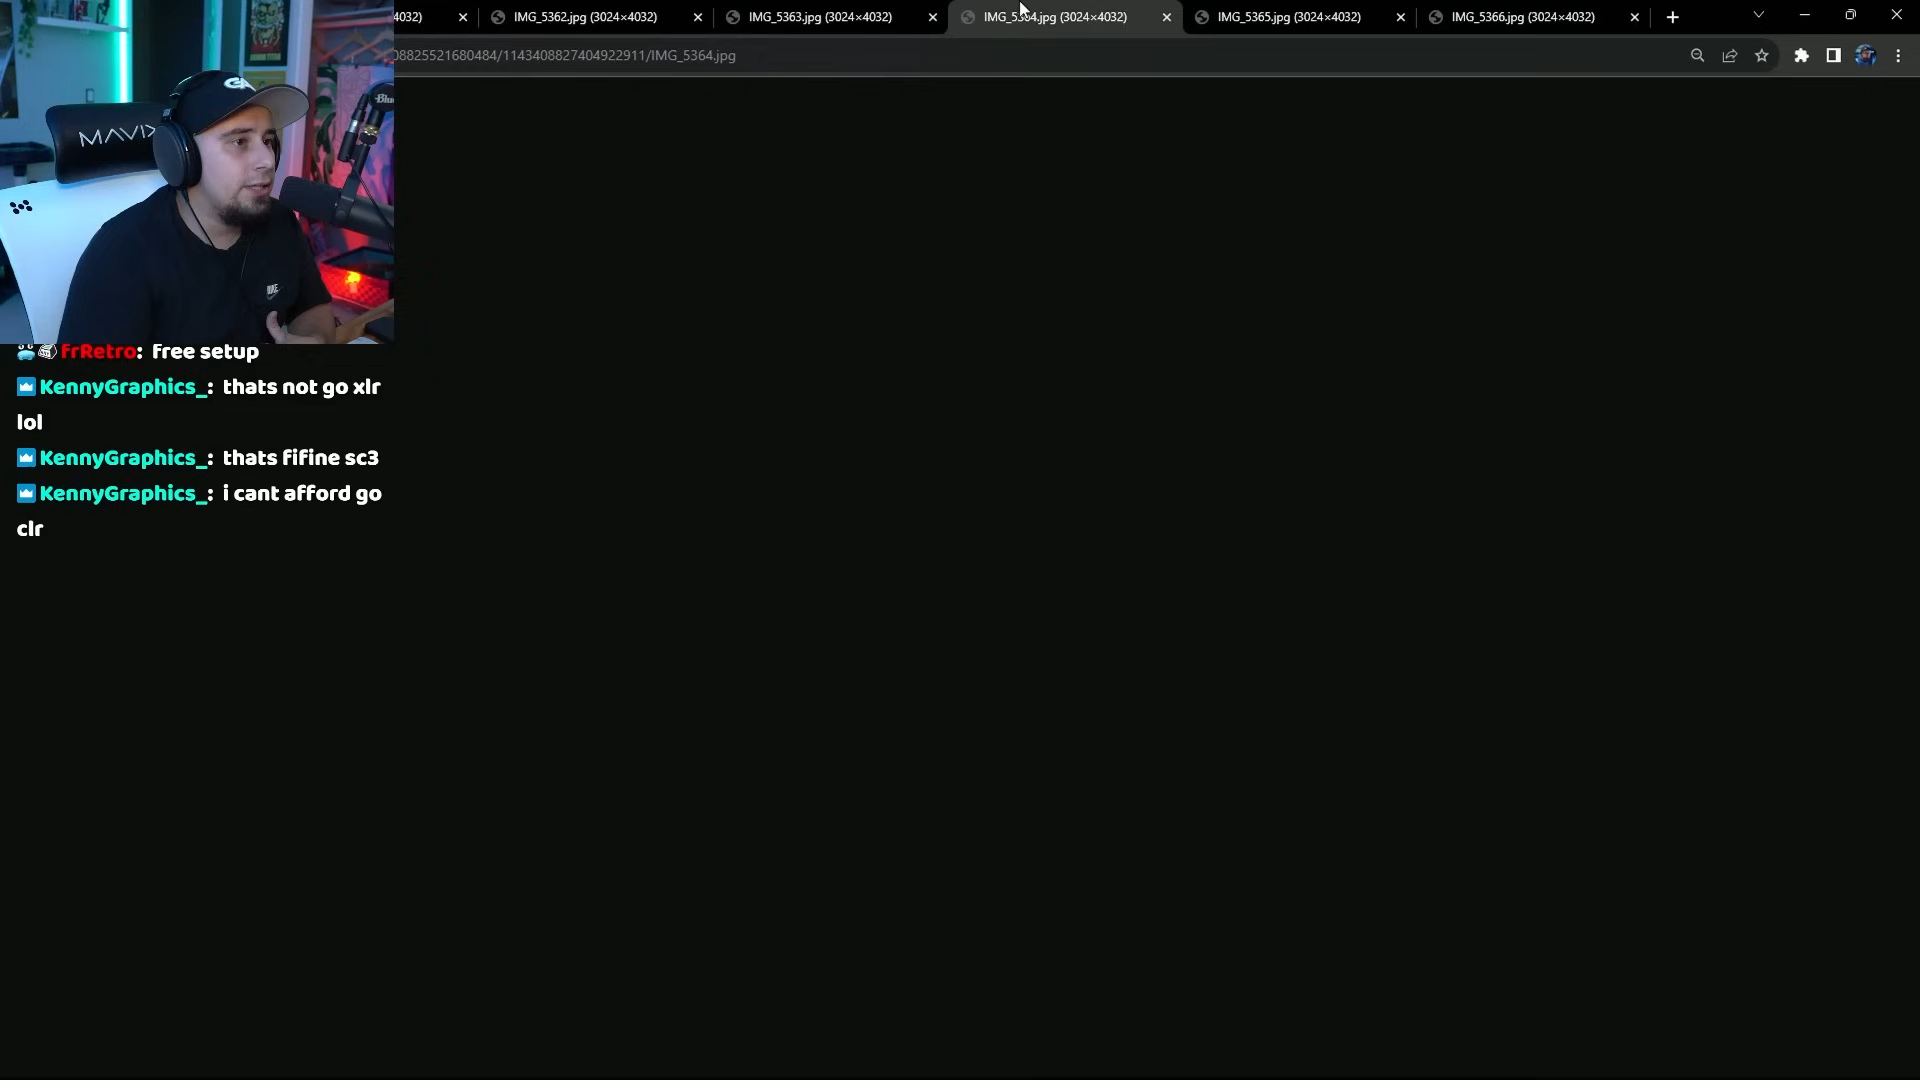 4032)
IMG_5362.jpg (3024×4032)
IMG_5363.jpg (3024×4032)
IMG_5364.jpg (3024×4032)
IMG_5365.jpg (3024×4032)
IMG_5366.jpg (3024×4032)
08825521680484/1143408827404922911/IMG_5364.jpg
MAVIX
Blue
NIKE
frRetro: free setup
KennyGraphics_: thats not go xlr
lol
KennyGraphics_: thats fifine sc3
KennyGraphics_: i cant afford go
clr